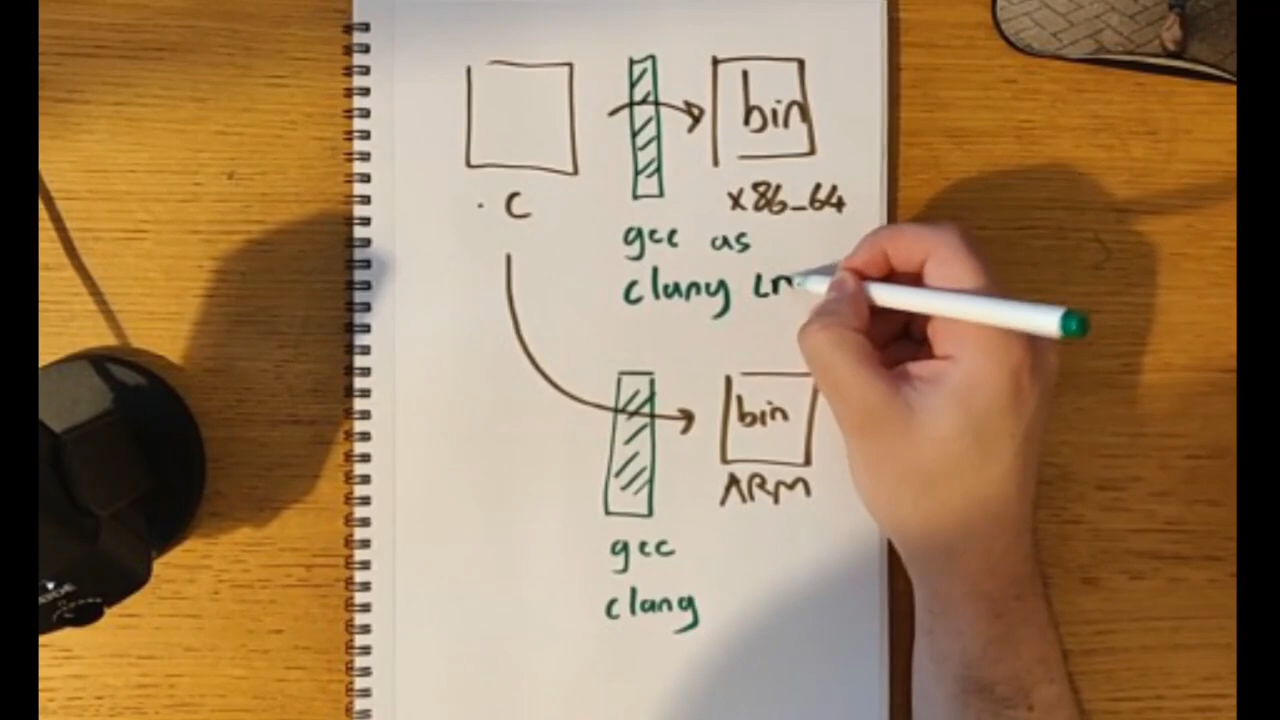 bin
.c
x86_64
gcc as
clang
bin
ARM
gcc
clang